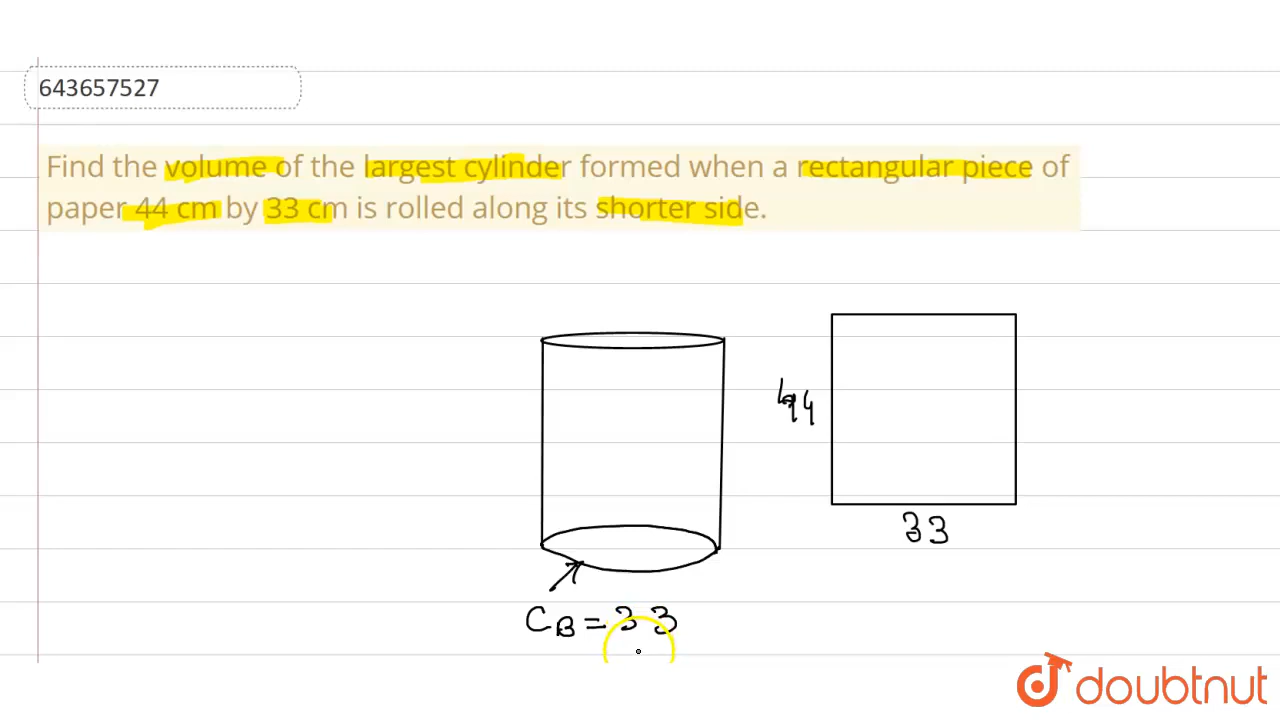 643657527
Find the volume of the largest cylinder formed when a rectangular piece of
paper 44 cm by 33 cm is rolled along its shorter side.
44
33
CB = 33
doubtnut